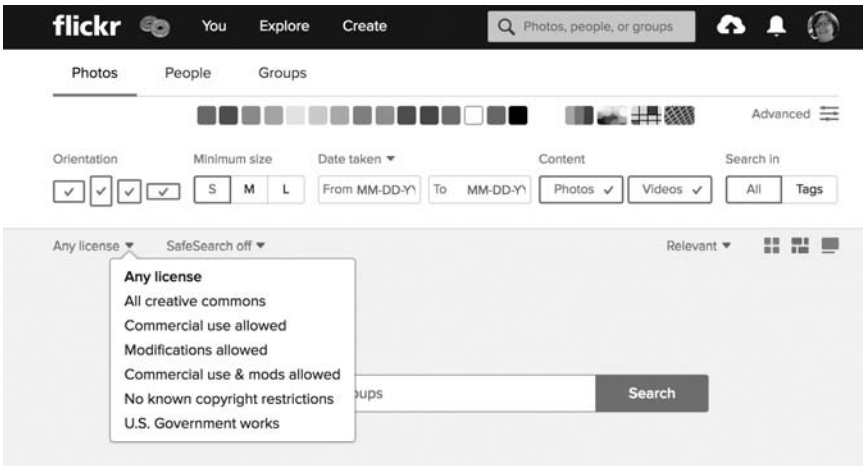 flickr You Explore Create Photos, people, or groups
Photos People Groups
Advanced
Orientation Minimum size Date taken Content Search in
S M L From MM-DD-Y To MM-DD-Y Photos Videos All Tags
Any license SafeSearch off Relevant
Any license
All creative commons
Commercial use allowed
Modifications allowed
Commercial use & mods allowed
No known copyright restrictions
U.S. Government works
oups Search